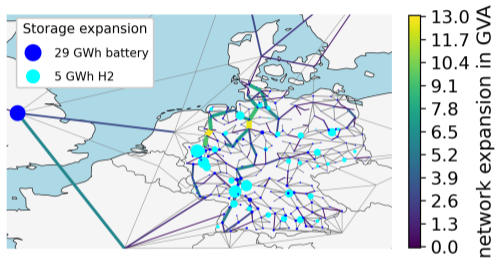 Storage expansion
29 GWh battery
5 GWh H2
13.0
11.7
10.4
9.1
7.8
6.5
5.2
3.9
2.6
1.3
0.0
network expansion in GVA